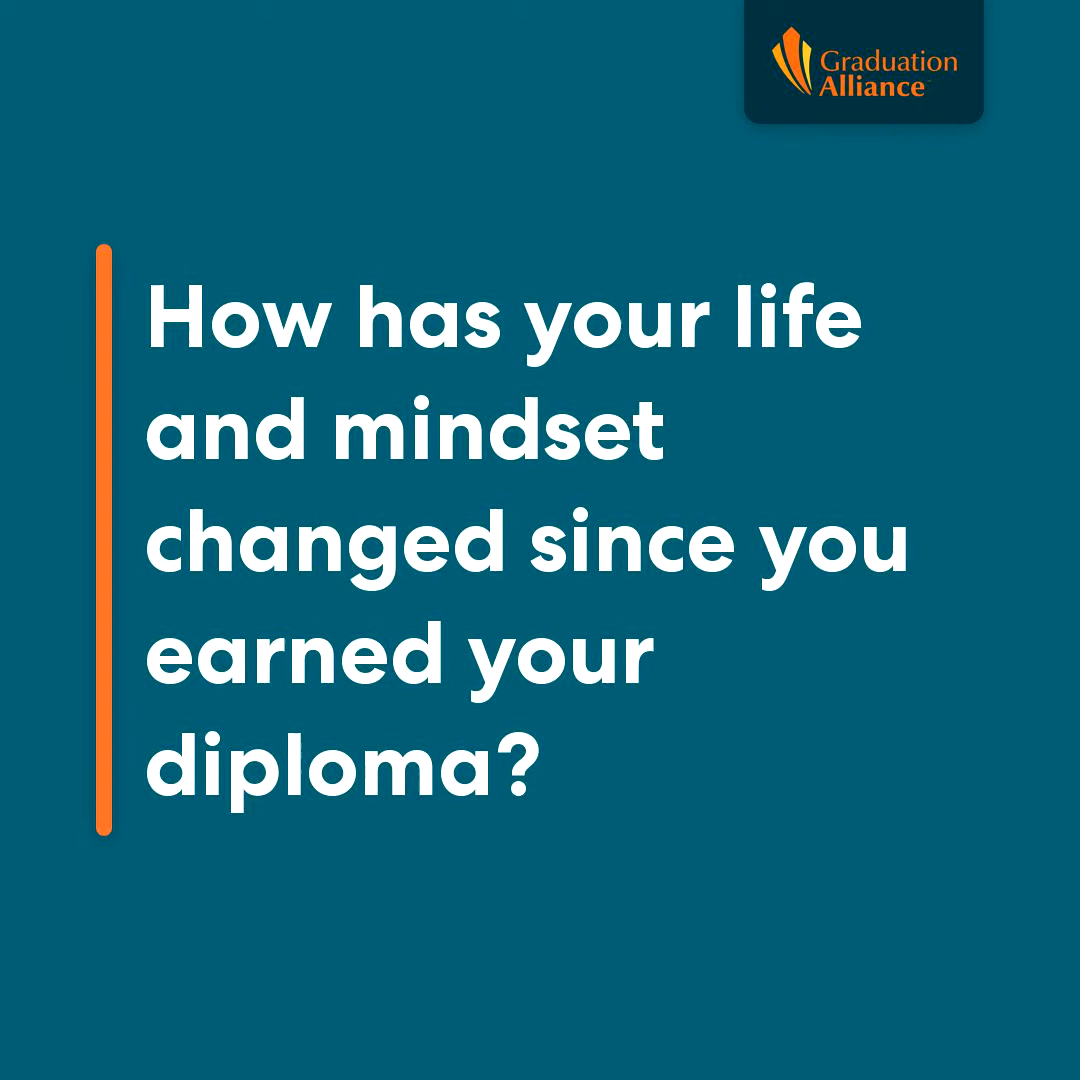 Graduation
Alliance
How has your life
and mindset
changed since you
earned your
diploma?